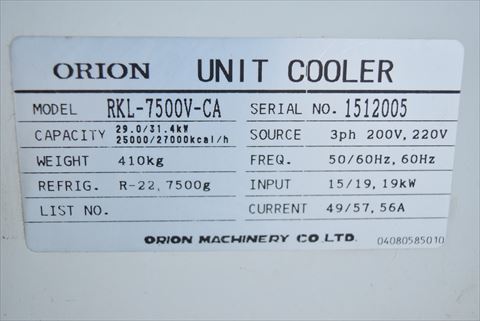 ORION UNIT COOLER
MODEL RKL-7500V-CA SERIAL NO. 1512005
CAPACITY 29.0/31.4kW 25000/27000kcal/h SOURCE 3ph 200V, 220V
WEIGHT 410kg FREQ. 50/60Hz, 60Hz
REFRIG. R-22, 7500g INPUT 15/19, 19kW
LIST NO. CURRENT 49/57, 56A
ORION MACHINERY CO.LTD. 04080585010